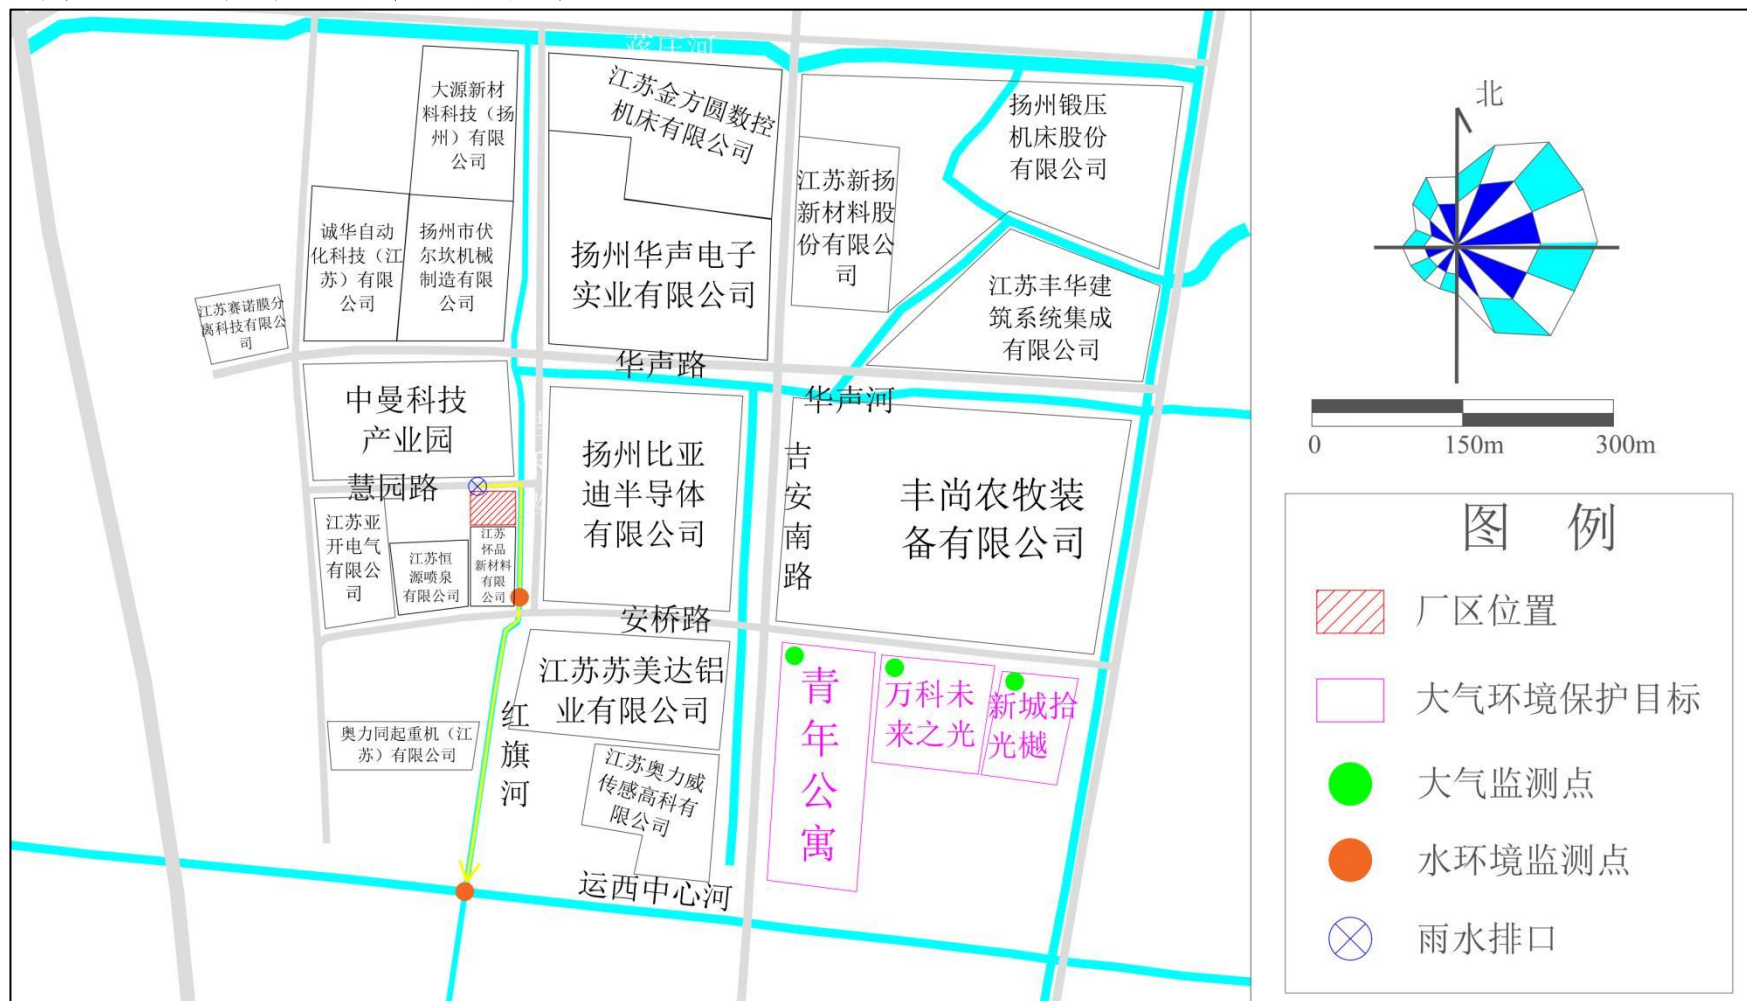 蒋庄河
大源新材
料科技（扬
州）有限
公司
江苏金方圆数控
机床有限公司
扬州锻压
机床股份
有限公司
江苏新扬
新材料股
份有限公
司
诚华自动
化科技（江
苏）有限
公司
扬州市伏
尔坎机械
制造有限
公司
扬州华声电子
实业有限公司
江苏丰华建
筑系统集成
有限公司
江苏赛诺膜分
离科技有限公
司
华声路
华声河
中曼科技
产业园
慧园路
扬州比亚
迪半导体
有限公司
吉安南路
丰尚农牧装
备有限公司
江苏亚
开电气
有限公
司
江苏恒
源喷泉
有限公司
江苏
怀品
新材料
有限
公司
安桥路
江苏苏美达铝
业有限公司
红旗河
奥力同起重机（江
苏）有限公司
江苏奥力威
传感高科有
限公司
青年公寓
万科未
来之光
新城拾
光樾
运西中心河
北
0 150m 300m
图 例
厂区位置
大气环境保护目标
大气监测点
水环境监测点
雨水排口